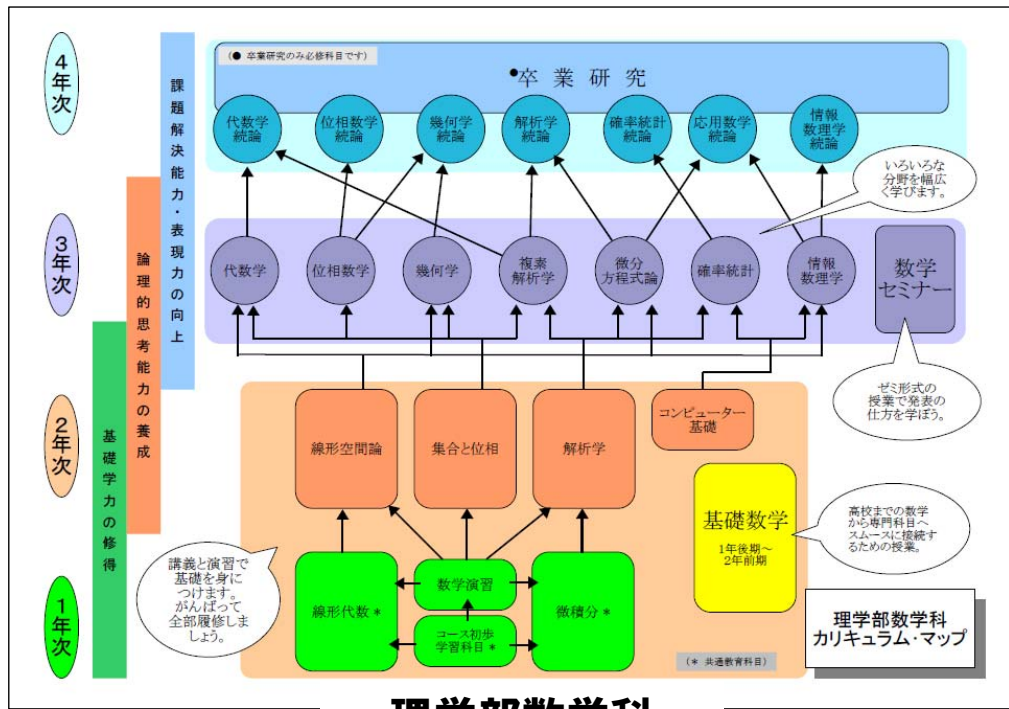 4年次
課題解決能力・表現力の向上
(● 卒業研究のみ必修科目です)
●卒業研究
代数学
続論
位相数学
続論
幾何学
続論
解析学
続論
確率統計
続論
応用数学
続論
情報
数理学
続論
いろいろな
分野を幅広
く学びます。
3年次
論理的思考能力の養成
代数学
位相数学
幾何学
複素
解析学
微分
方程式論
確率統計
情報
数理学
数学
セミナー
ゼミ形式の
授業で発表の
仕方を学ぼう。
2年次
基礎学力の修得
線形空間論
集合と位相
解析学
コンピューター
基礎
基礎数学
1年後期～
2年前期
高校までの数学
から専門科目へ
スムースに接続す
るための授業。
講義と演習で
基礎を身に
つけます。
がんばって
全部履修しま
しょう。
1年次
線形代数＊
数学演習
コース初歩
学習科目＊
微積分＊
(＊ 共通教育科目)
理学部数学科
カリキュラム・マップ
理学部数学科